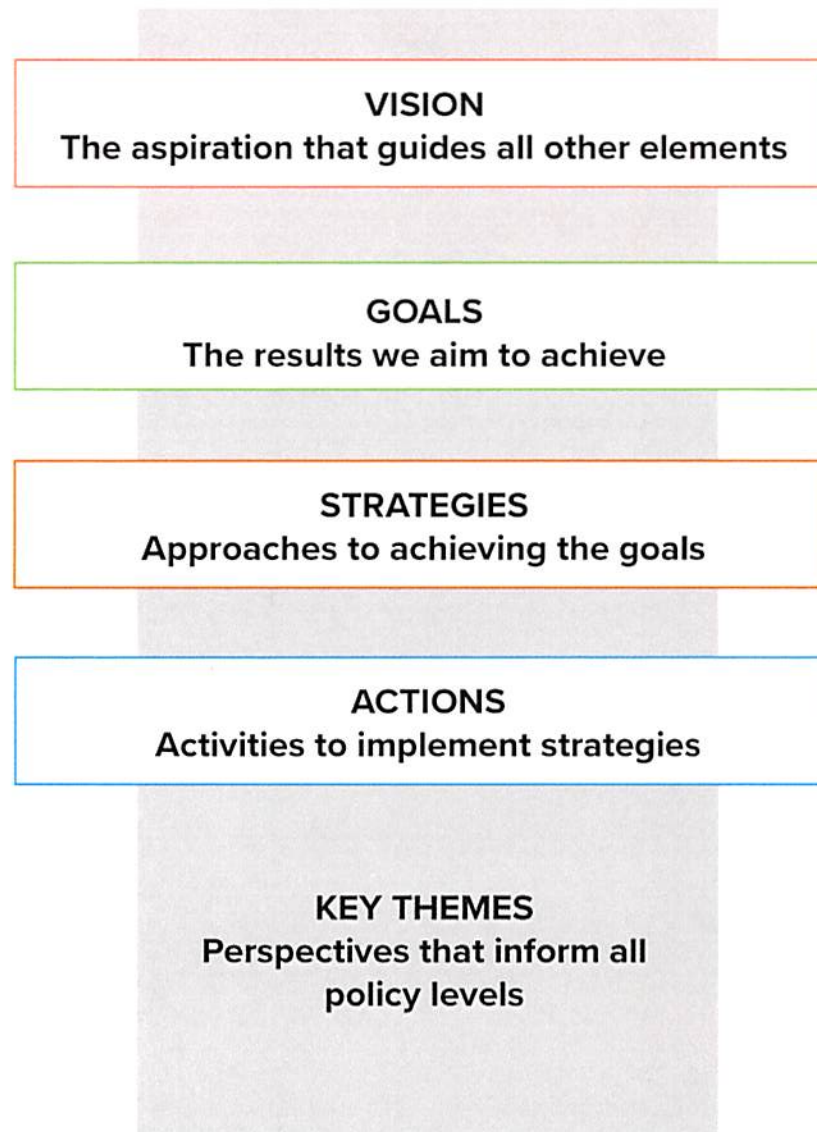 VISION
The aspiration that guides all other elements
GOALS
The results we aim to achieve
STRATEGIES
Approaches to achieving the goals
ACTIONS
Activities to implement strategies
KEY THEMES
Perspectives that inform all
policy levels